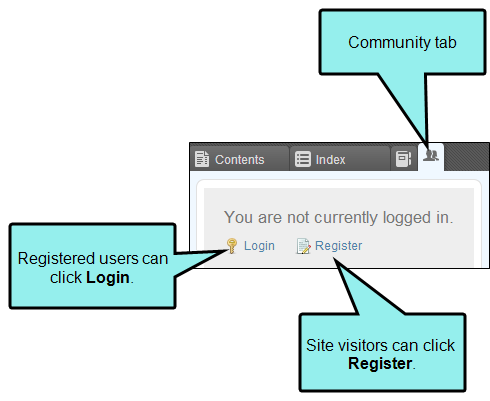 Community tab
Contents
Index
You are not currently logged in.
Login
Register
Registered users can
click Login.
Site visitors can click
Register.